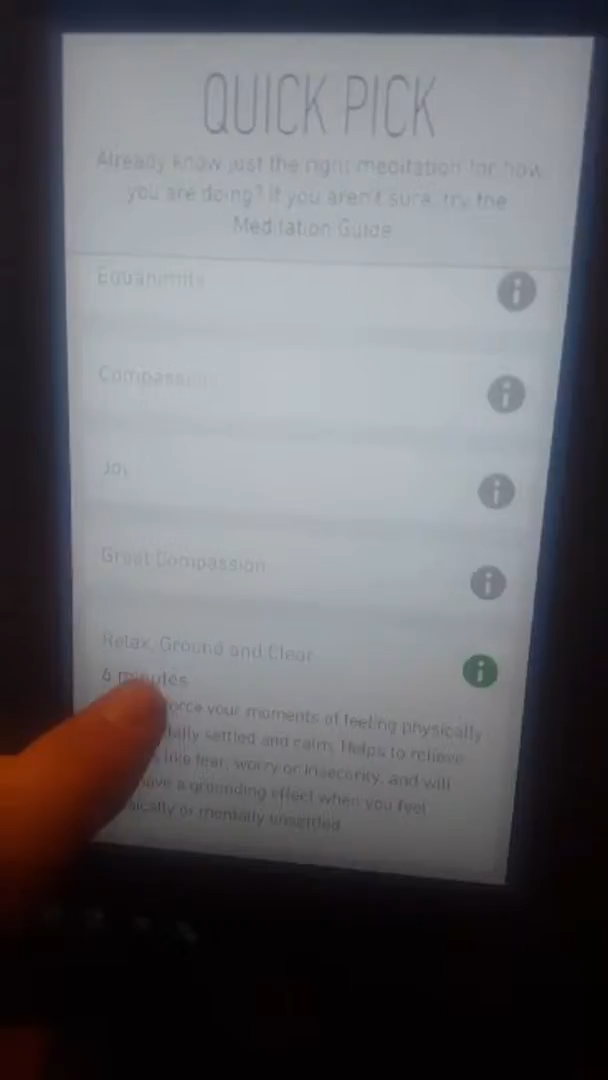 QUICK PICK
Already know just the right meditation for how
you are doing? If you aren't sure, try the
Meditation Guide
Equanimity
Compassion
Joy
Great Compassion
Relax, Ground and Clear
6 minutes
your moments of feeling physically
settled and calm. Helps to relieve
like fear, worry or insecurity, and will
have a grounding effect when you feel
or mentally unsettled